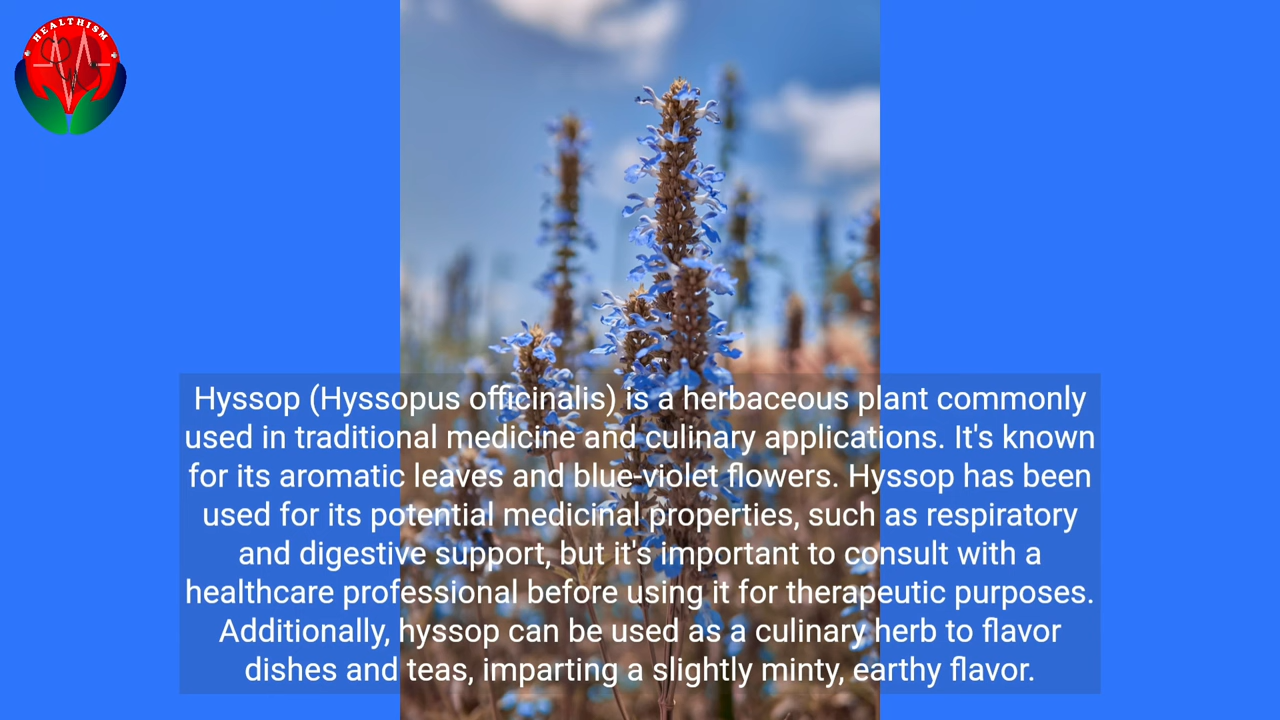 HEALTHISM
Hyssop (Hyssopus officinalis) is a herbaceous plant commonly
used in traditional medicine and culinary applications. It's known
for its aromatic leaves and blue-violet flowers. Hyssop has been
used for its potential medicinal properties, such as respiratory
and digestive support, but it's important to consult with a
healthcare professional before using it for therapeutic purposes.
Additionally, hyssop can be used as a culinary herb to flavor
dishes and teas, imparting a slightly minty, earthy flavor.